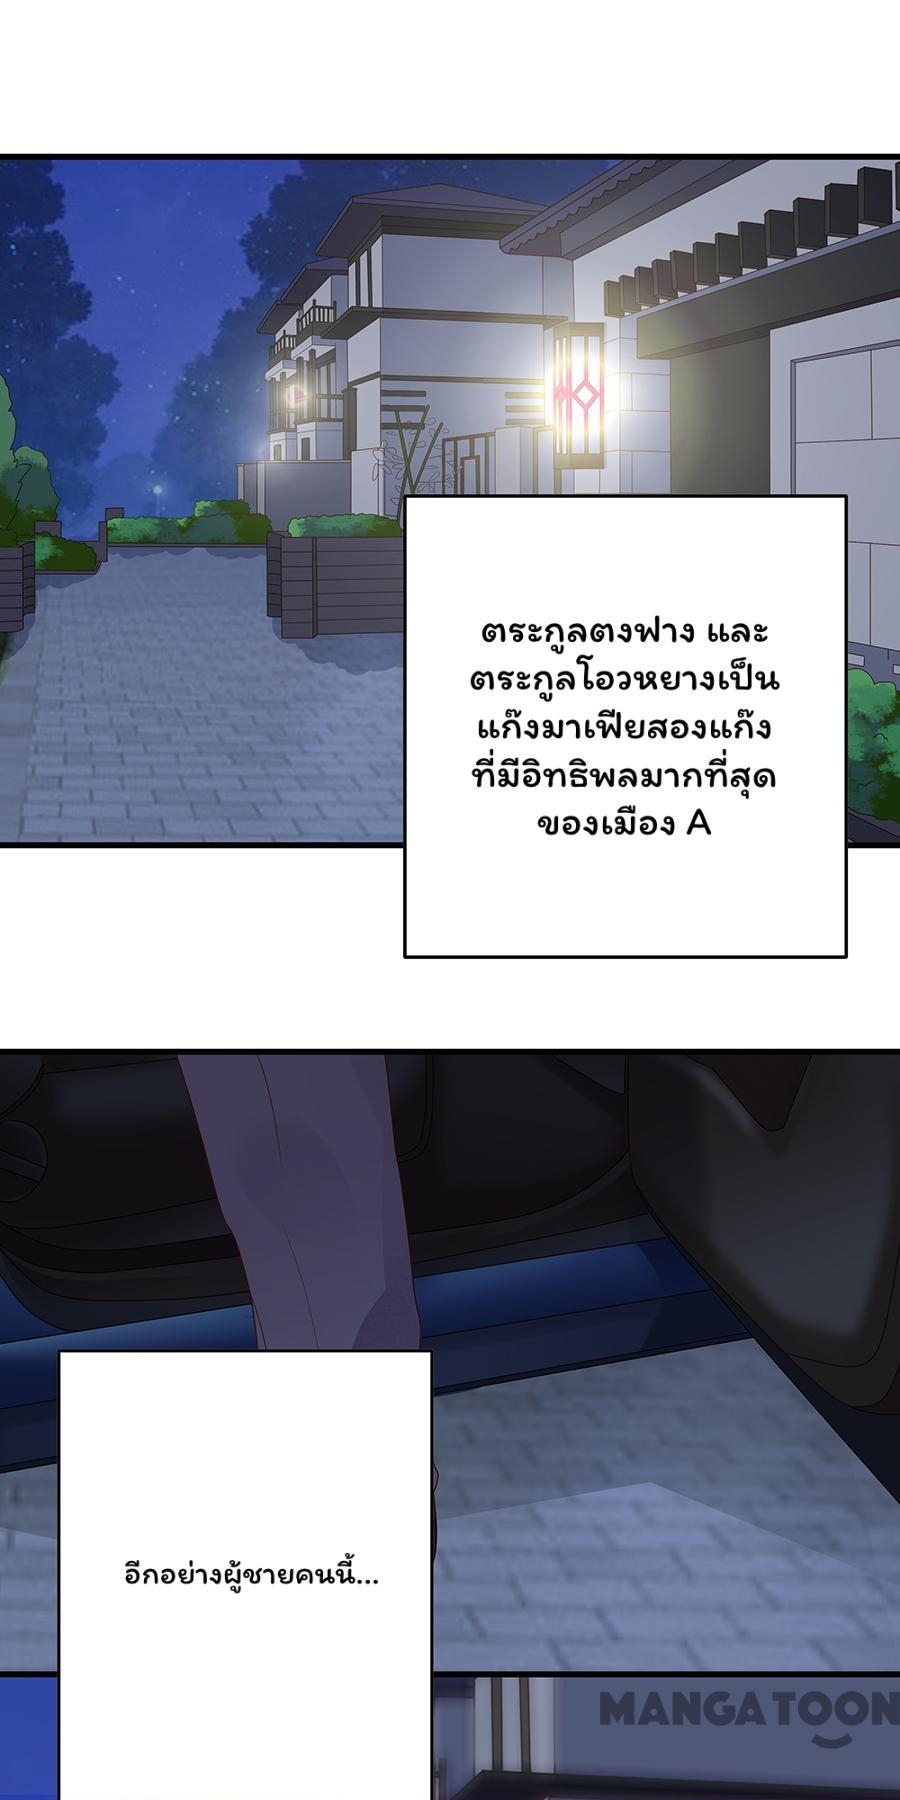 ตระกูลตงฟาง และ
ตระกูลโอวหยางเป็น
แก๊งมาเฟียสองแก๊ง
ที่มีอิทธิพลมากที่สุด
ของเมือง A
อีกอย่างผู้ชายคนนี้...
MANGATOON